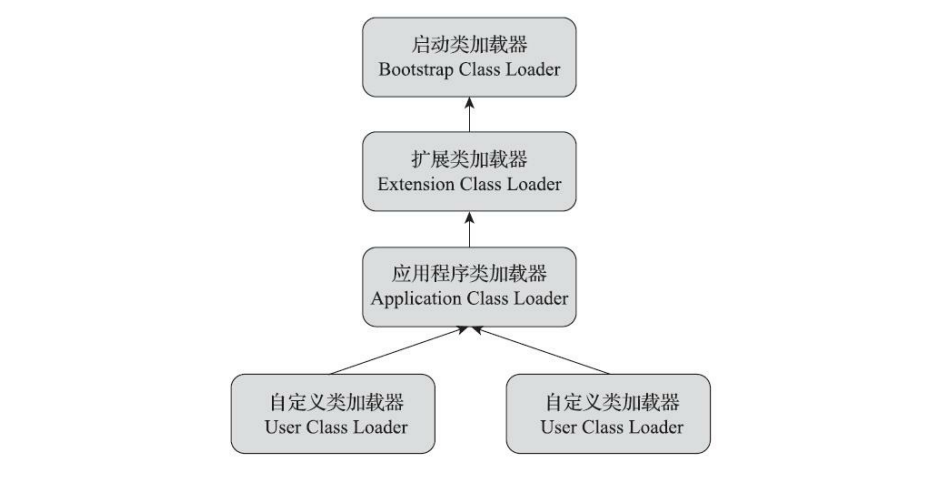 启动类加载器
Bootstrap Class Loader
扩展类加载器
Extension Class Loader
应用程序类加载器
Application Class Loader
自定义类加载器
User Class Loader
自定义类加载器
User Class Loader